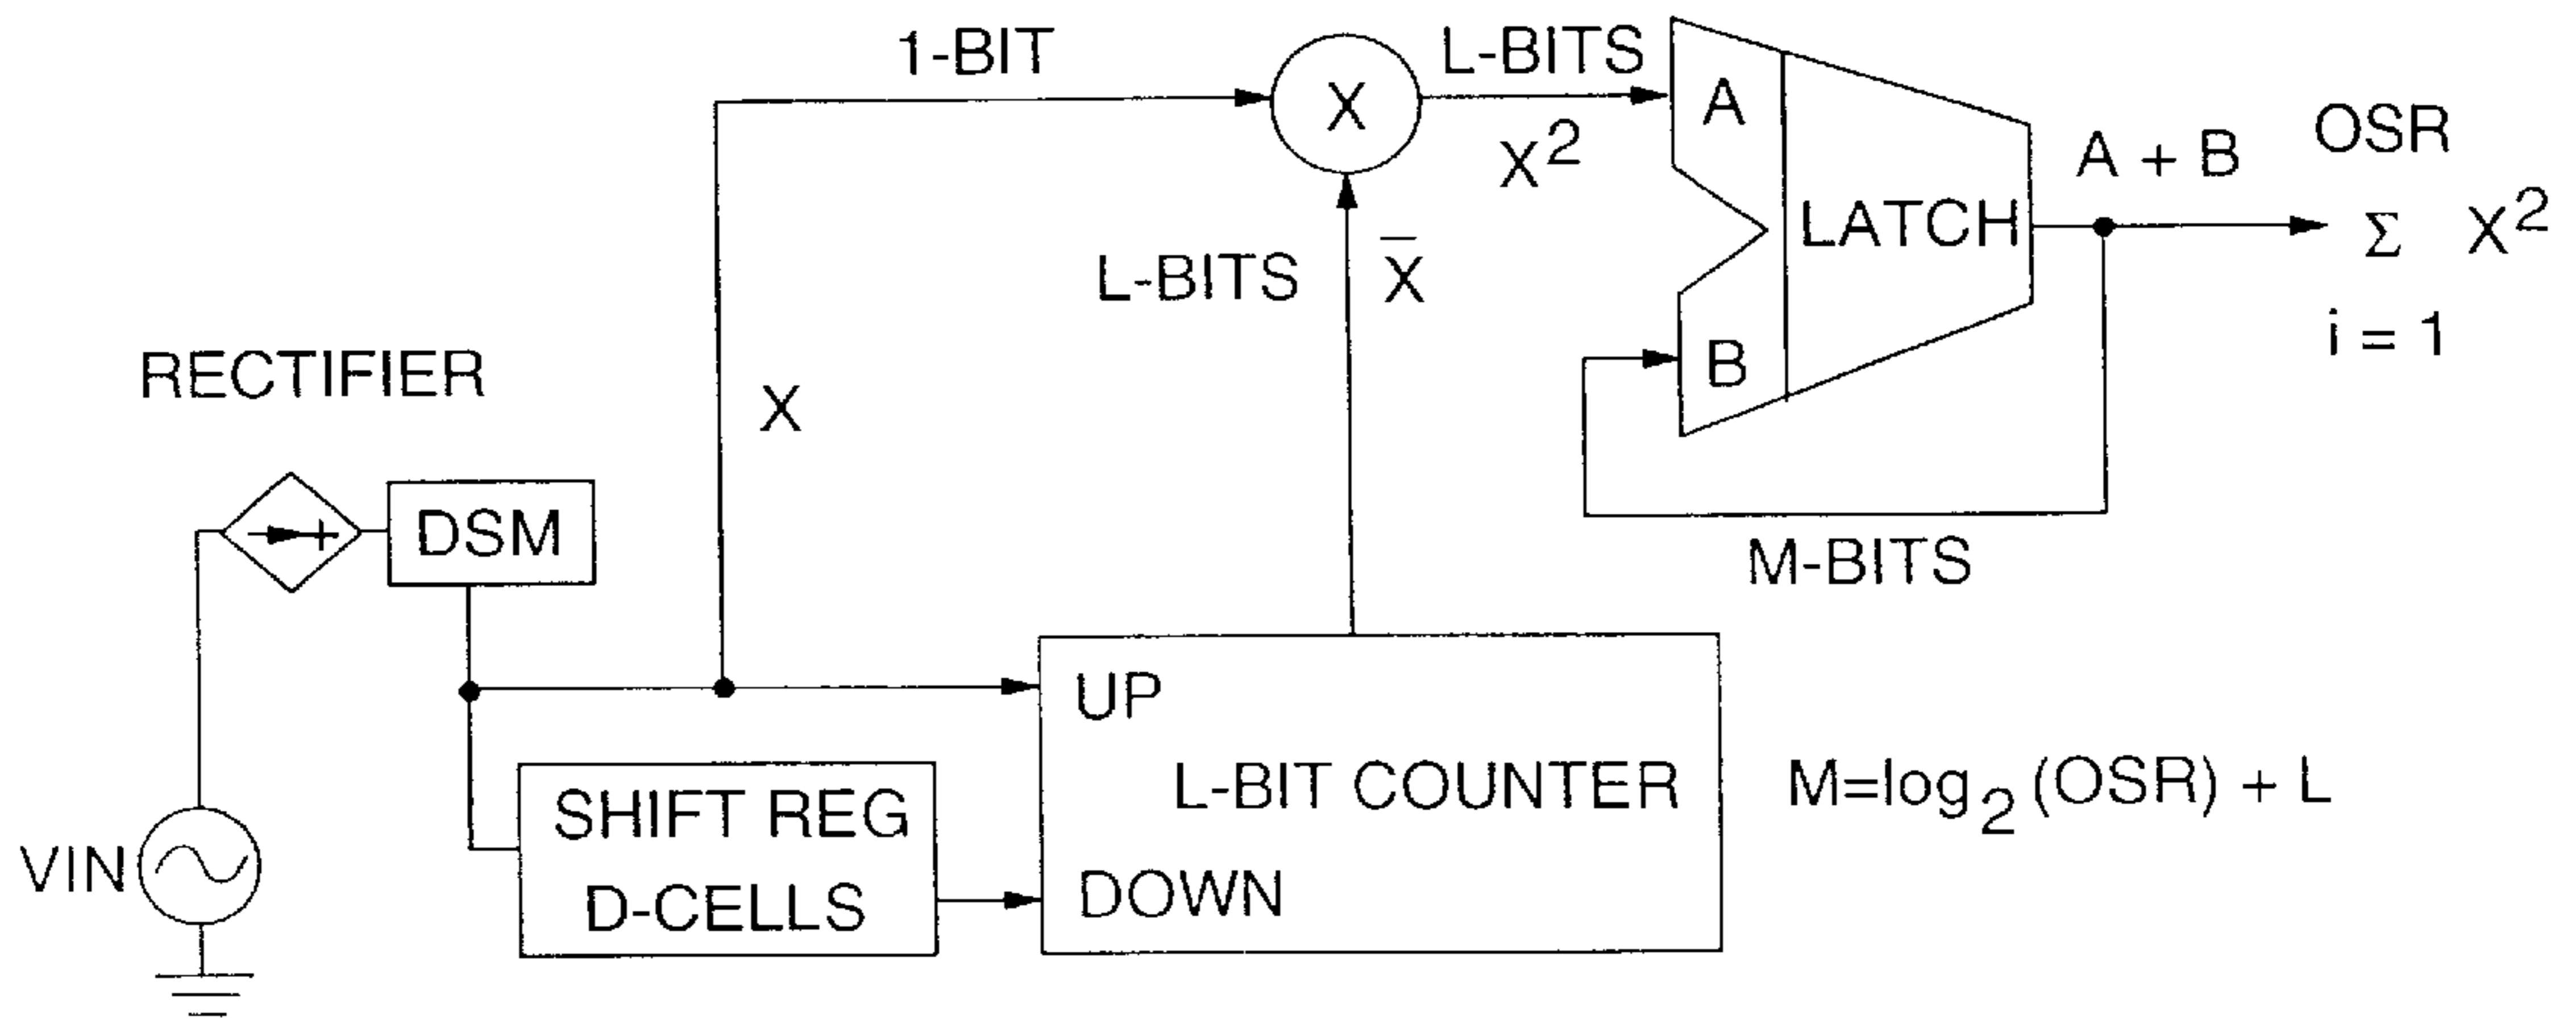 1-BIT
X
L-BITS
X²
A
B
LATCH
A + B
OSR
Σ X²
i = 1
L-BITS
X̅
M-BITS
RECTIFIER
X
DSM
VIN
SHIFT REG
D-CELLS
UP
L-BIT COUNTER
DOWN
M=log₂ (OSR) + L